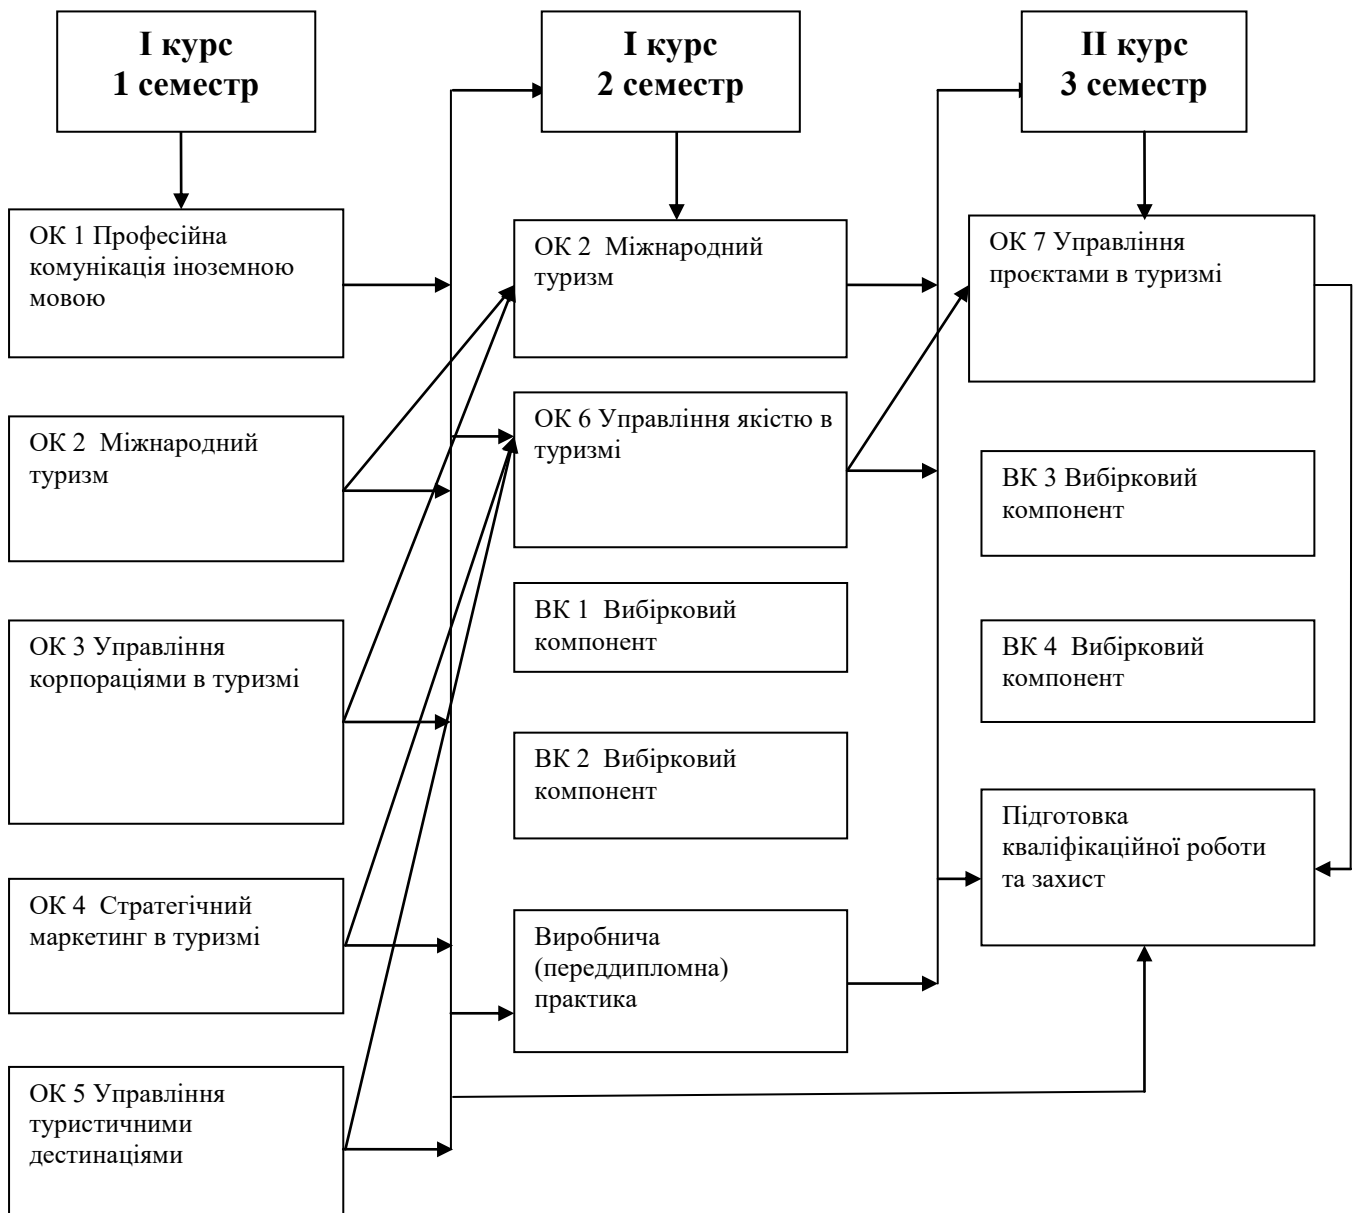 І курс
1 семестр
І курс
2 семестр
ІІ курс
3 семестр
ОК 1 Професійна
комунікація іноземною
мовою
ОК 2 Міжнародний
туризм
ОК 3 Управління
корпораціями в туризмі
ОК 4 Стратегічний
маркетинг в туризмі
ОК 5 Управління
туристичними
дестинаціями
ОК 2 Міжнародний
туризм
ОК 6 Управління якістю в
туризмі
ВК 1 Вибірковий
компонент
ВК 2 Вибірковий
компонент
Виробнича
(переддипломна)
практика
ОК 7 Управління
проєктами в туризмі
ВК 3 Вибірковий
компонент
ВК 4 Вибірковий
компонент
Підготовка
кваліфікаційної роботи
та захист